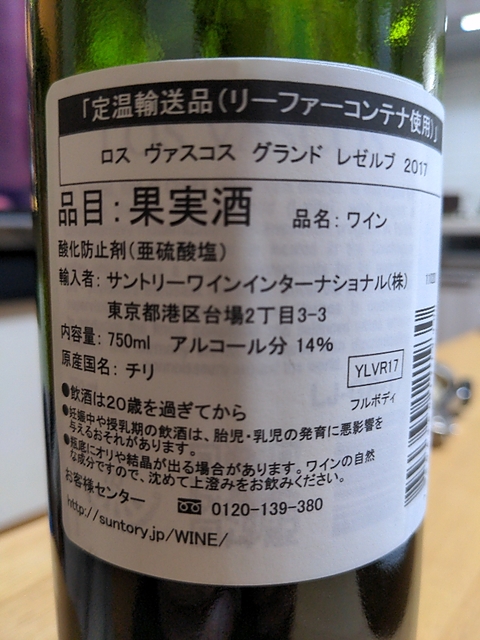 「定温輸送品(リーファーコンテナ使用)」
ロス ヴァスコス グランド レゼルブ 2017
品目:果実酒 品名:ワイン
酸化防止剤(亜硫酸塩)
輸入者:サントリーワインインターナショナル(株)
東京都港区台場2丁目3-3
内容量:750ml アルコール分 14%
原産国名:チリ
YLVR17
フルボディ
●飲酒は20歳を過ぎてから
●妊娠中や授乳期の飲酒は、胎児・乳児の発育に悪影響を
与えるおそれがあります。
●瓶底にオリや結晶が出る場合があります。ワインの自然
な成分ですので、沈めて上澄みをお飲みください。
お客様センター 0120-139-380
http://suntory.jp/WINE/